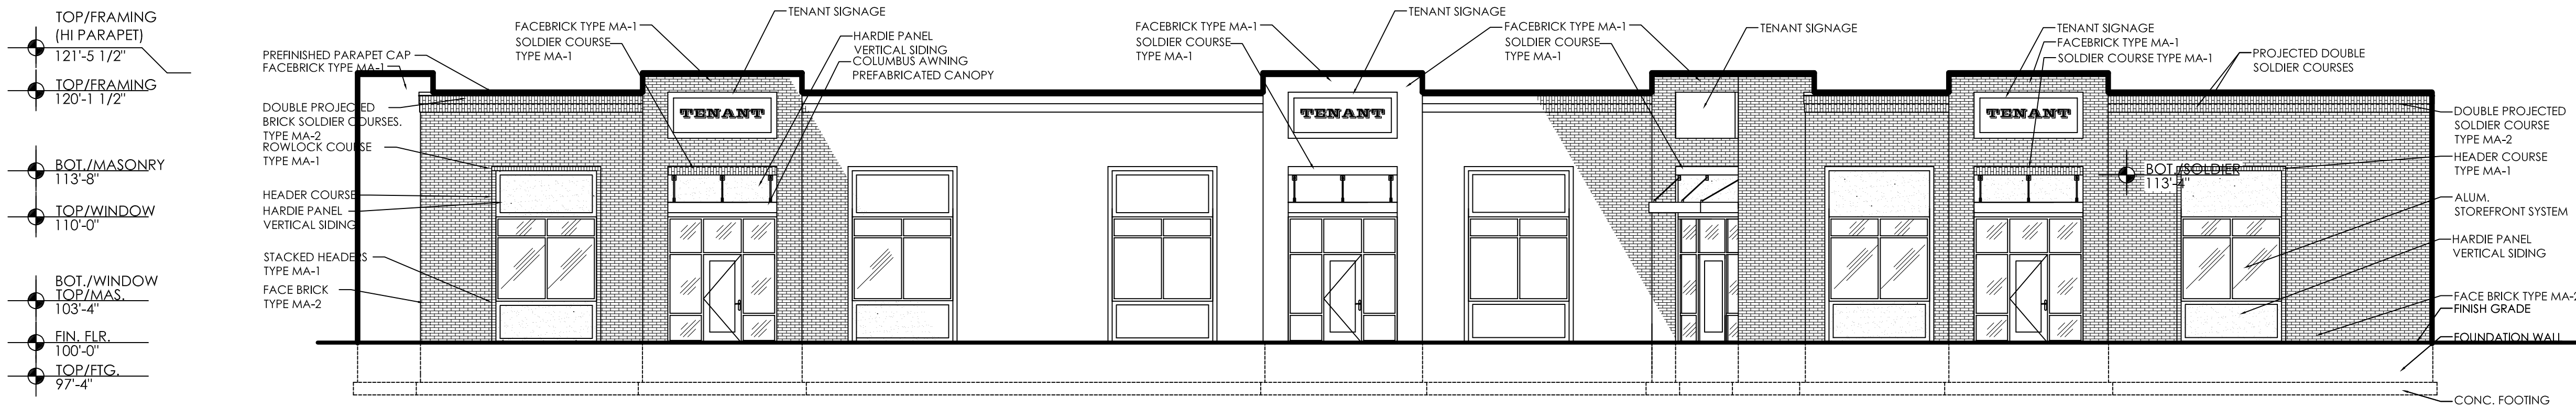 TOP/FRAMING
(HI PARAPET)
121'-5 1/2"
TOP/FRAMING
120'-1 1/2"
BOT./MASONRY
113'-8"
TOP/WINDOW
110'-0"
BOT./WINDOW
TOP/MAS.
103'-4"
FIN. FLR.
100'-0"
TOP/FTG.
97'-4"
PREFINISHED PARAPET CAP
FACEBRICK TYPE MA-1
DOUBLE PROJECTED
BRICK SOLDIER COURSES.
TYPE MA-2
ROWLOCK COURSE
TYPE MA-1
HEADER COURSE
HARDIE PANEL
VERTICAL SIDING
STACKED HEADERS
TYPE MA-1
FACE BRICK
TYPE MA-2
FACEBRICK TYPE MA-1
SOLDIER COURSE
TYPE MA-1
TENANT SIGNAGE
HARDIE PANEL
VERTICAL SIDING
COLUMBUS AWNING
PREFABRICATED CANOPY
TENANT
FACEBRICK TYPE MA-1
SOLDIER COURSE
TYPE MA-1
TENANT SIGNAGE
TENANT
FACEBRICK TYPE MA-1
SOLDIER COURSE
TYPE MA-1
TENANT SIGNAGE
TENANT SIGNAGE
FACEBRICK TYPE MA-1
SOLDIER COURSE TYPE MA-1
TENANT
PROJECTED DOUBLE
SOLDIER COURSES
BOT./SOLDIER
113'-4"
DOUBLE PROJECTED
SOLDIER COURSE
TYPE MA-2
HEADER COURSE
TYPE MA-1
ALUM.
STOREFRONT SYSTEM
HARDIE PANEL
VERTICAL SIDING
FACE BRICK TYPE MA-2
FINISH GRADE
FOUNDATION WALL
CONC. FOOTING